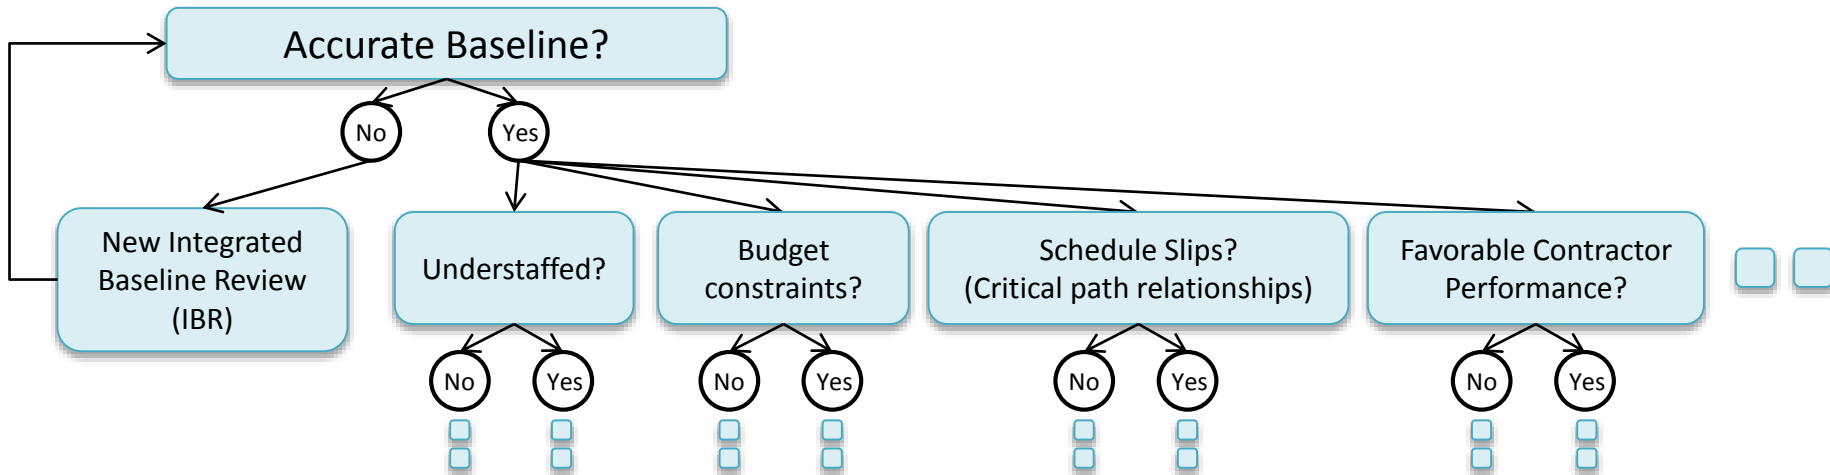 Accurate Baseline?
No
Yes
New Integrated
Baseline Review
(IBR)
Understaffed?
Budget
constraints?
Schedule Slips?
(Critical path relationships)
Favorable Contractor
Performance?
No
Yes
No
Yes
No
Yes
No
Yes